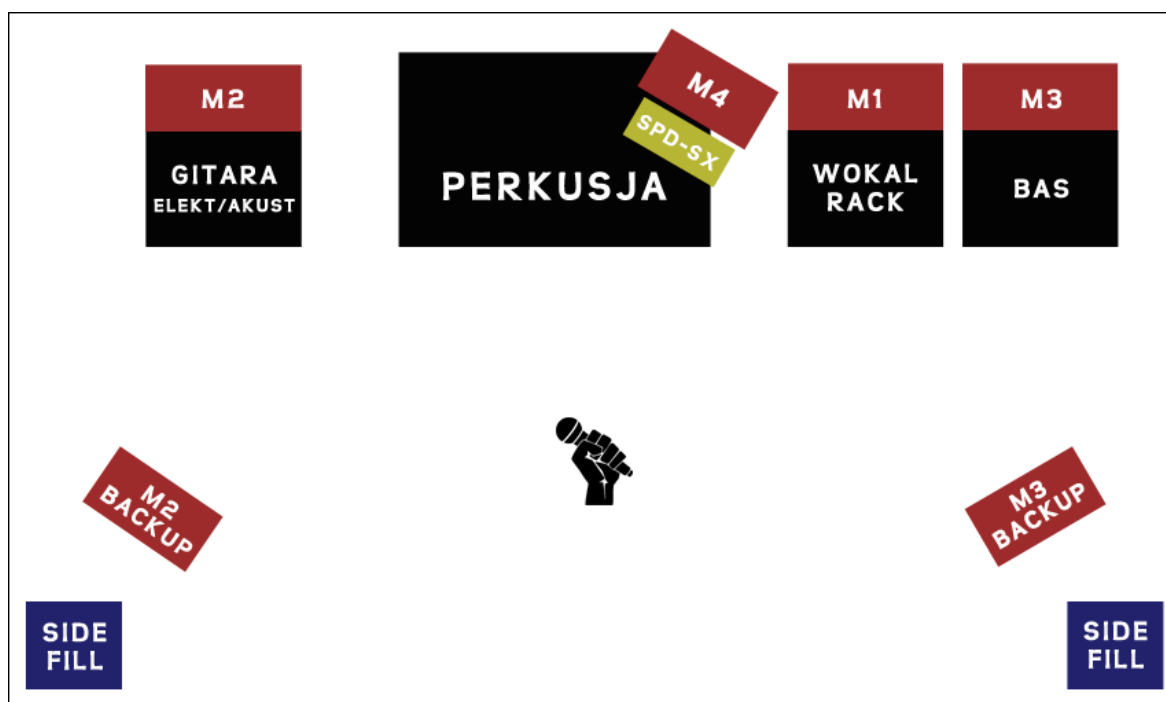 M2
GITARA
ELEKT/AKUST
PERKUSJA
M4
SPD-SX
M1
WOKAL
RACK
M3
BAS
M2
BACKUP
M3
BACKUP
SIDE
FILL
SIDE
FILL